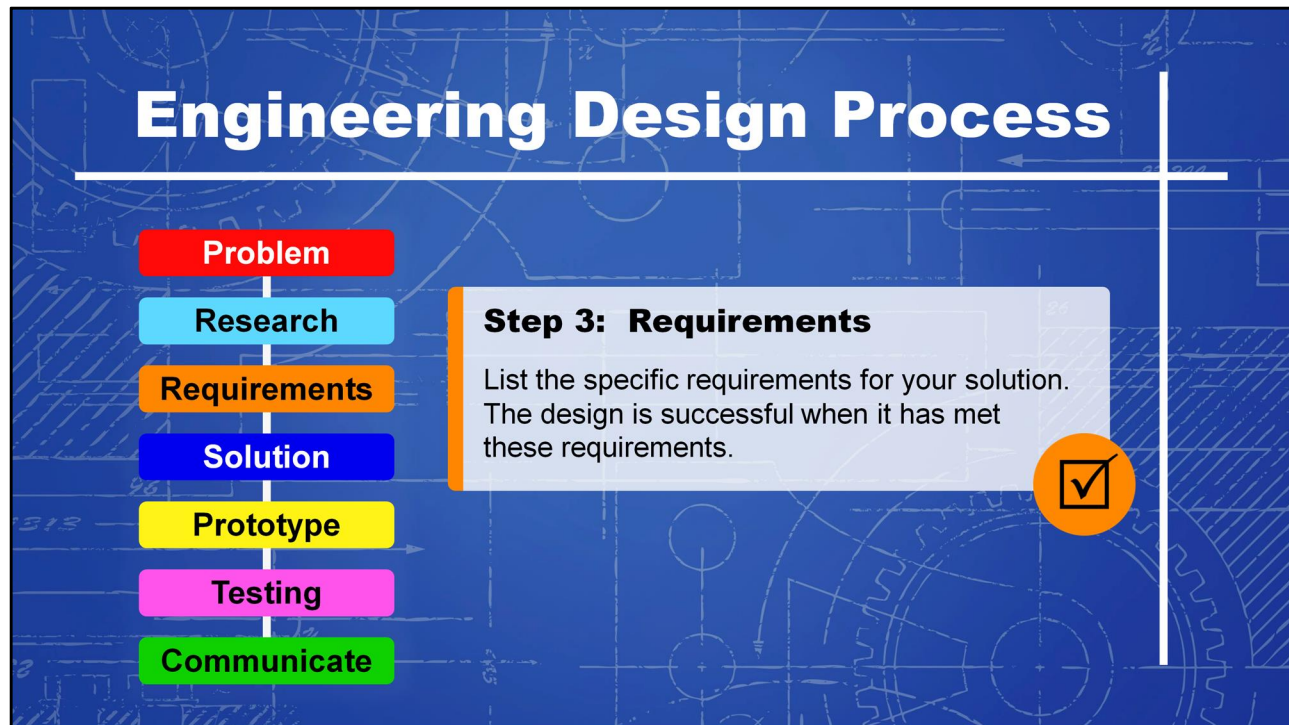 Engineering Design Process
Problem
Research
Requirements
Solution
Prototype
Testing
Communicate
Step 3: Requirements
List the specific requirements for your solution.
The design is successful when it has met
these requirements.